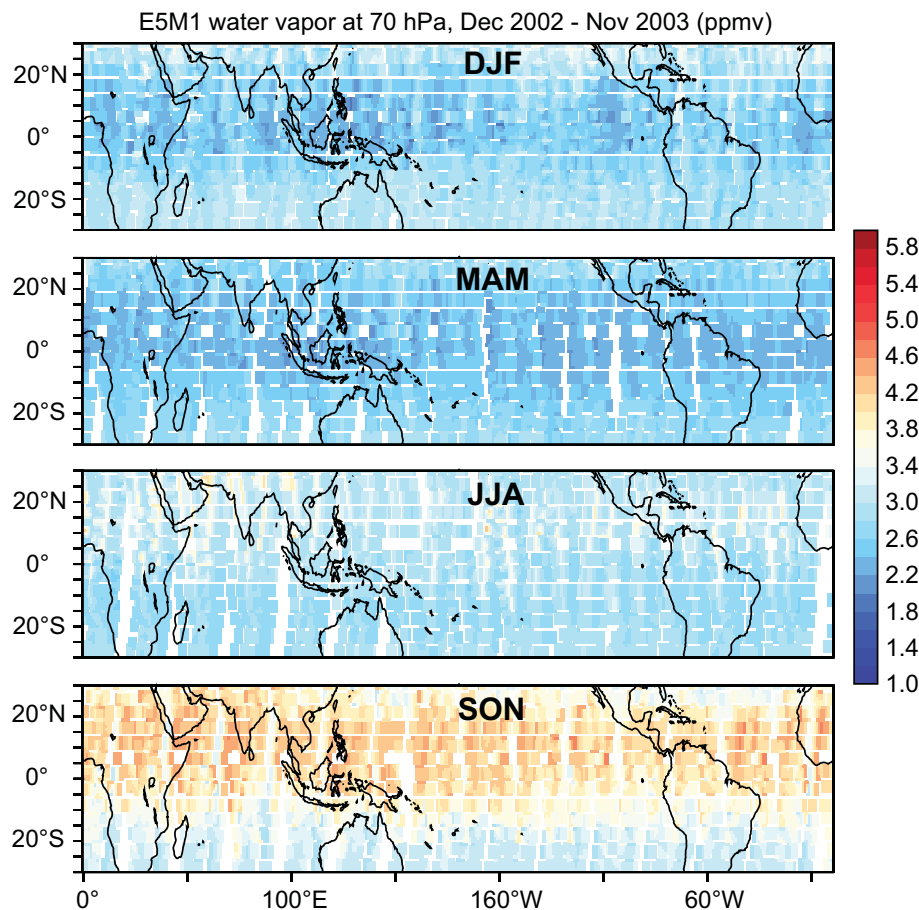 E5M1 water vapor at 70 hPa, Dec 2002 - Nov 2003 (ppmv)
DJF
20°N
0°
20°S
MAM
20°N
0°
20°S
JJA
20°N
0°
20°S
SON
20°N
0°
20°S
0°
100°E
160°W
60°W
5.8
5.4
5.0
4.6
4.2
3.8
3.4
3.0
2.6
2.2
1.8
1.4
1.0